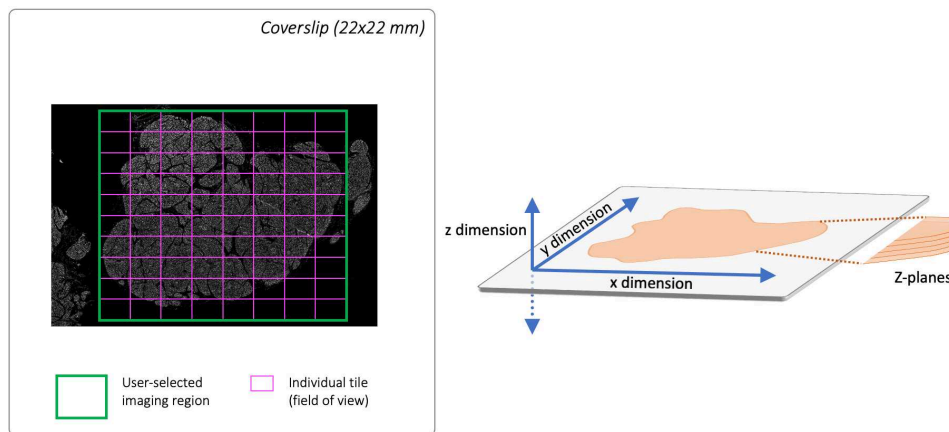 Coverslip (22x22 mm)
User-selected
imaging region
Individual tile
(field of view)
z dimension
y dimension
x dimension
Z-planes